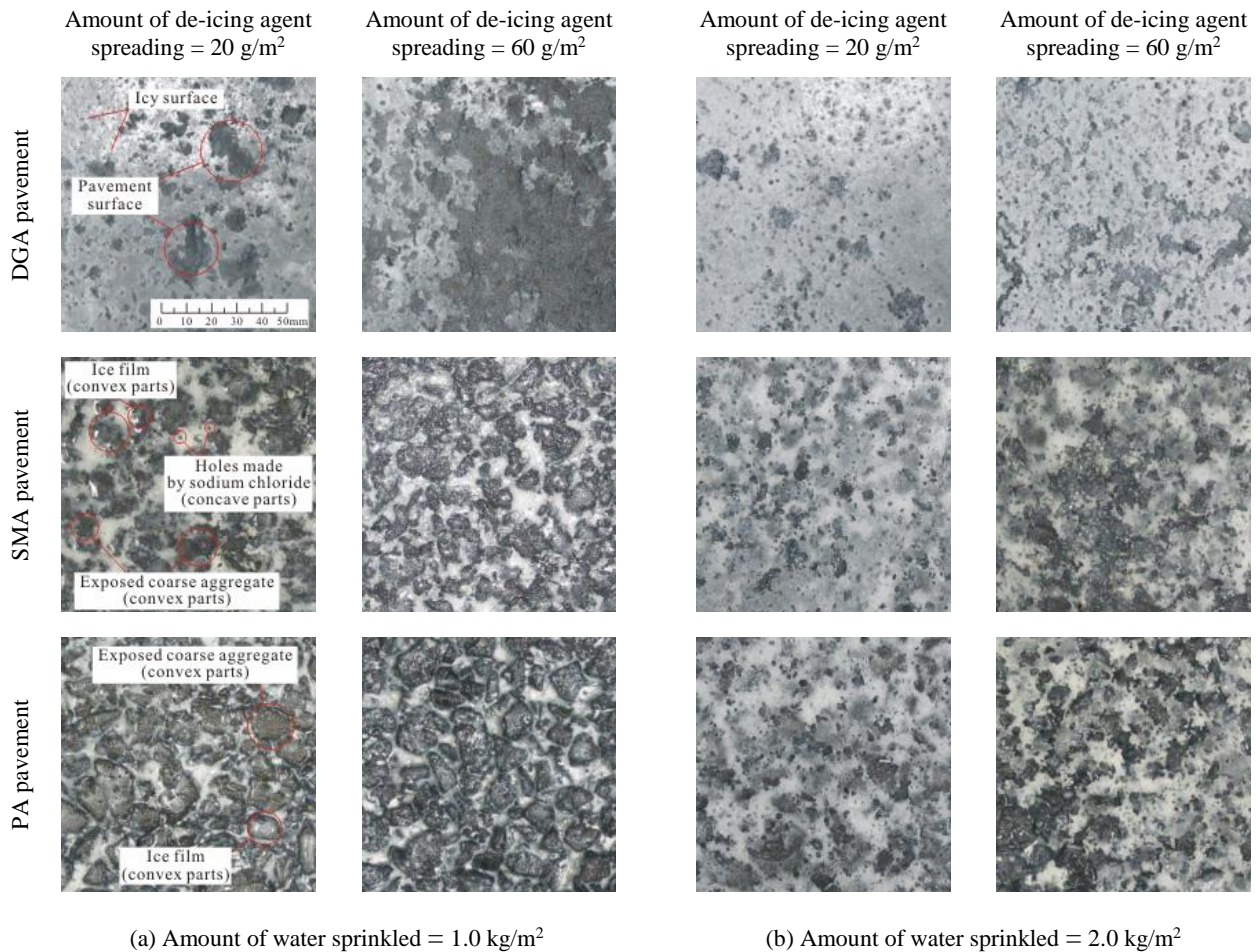 Amount of de-icing agent
spreading = 20 g/m²
Amount of de-icing agent
spreading = 60 g/m²
Amount of de-icing agent
spreading = 20 g/m²
Amount of de-icing agent
spreading = 60 g/m²
DGA pavement
Icy surface
Pavement
surface
0 10 20 30 40 50mm
SMA pavement
Ice film
(convex parts)
Holes made
by sodium chloride
(concave parts)
Exposed coarse aggregate
(convex parts)
PA pavement
Exposed coarse aggregate
(convex parts)
Ice film
(convex parts)
(a) Amount of water sprinkled = 1.0 kg/m²
(b) Amount of water sprinkled = 2.0 kg/m²